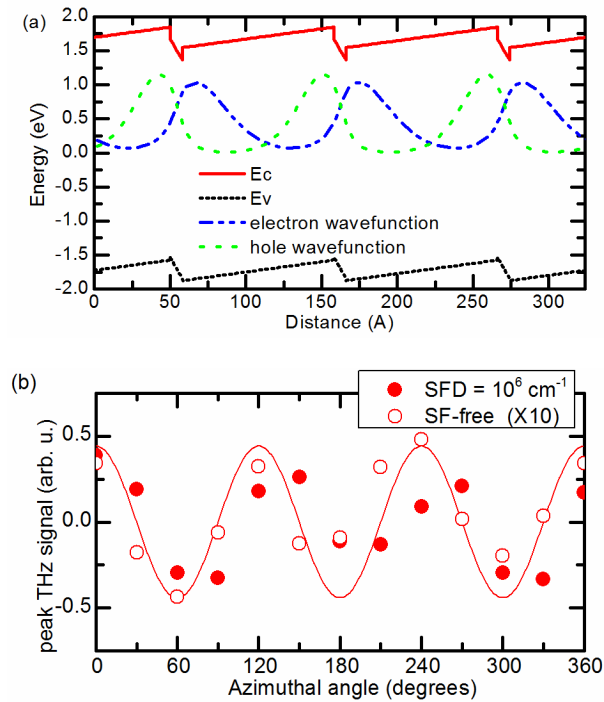 (a)
2.0
1.5
1.0
0.5
0.0
-0.5
-1.0
-1.5
-2.0
Energy (eV)
Ec
Ev
electron wavefunction
hole wavefunction
0 50 100 150 200 250 300
Distance (A)
(b)
SFD = 10⁶ cm⁻¹
SF-free (X10)
0.5
0.0
-0.5
peak THz signal (arb. u.)
0 60 120 180 240 300 360
Azimuthal angle (degrees)